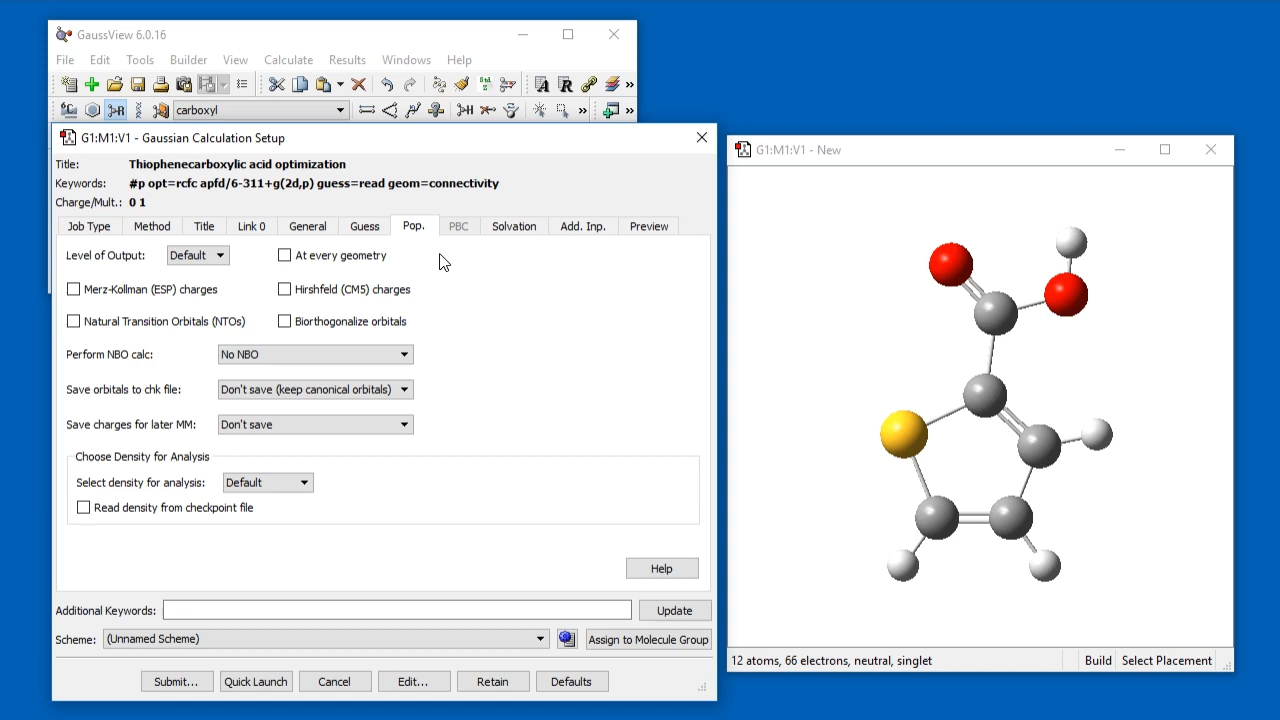 GaussView 6.0.16
File Edit Tools Builder View Calculate Results Windows Help
carboxyl
G1:M1:V1 - Gaussian Calculation Setup
Title: Thiophenecarboxylic acid optimization
Keywords: #p opt=rcfc apfd/6-311+g(2d,p) guess=read geom=connectivity
Charge/Mult.: 0 1
Job Type Method Title Link 0 General Guess Pop. PBC Solvation Add. Inp. Preview
Level of Output: Default At every geometry
Merz-Kollman (ESP) charges Hirshfeld (CM5) charges
Natural Transition Orbitals (NTOs) Biorthogonalize orbitals
Perform NBO calc: No NBO
Save orbitals to chk file: Don't save (keep canonical orbitals)
Save charges for later MM: Don't save
Choose Density for Analysis
Select density for analysis: Default
Read density from checkpoint file
Help
Additional Keywords: Update
Scheme: (Unnamed Scheme) Assign to Molecule Group
Submit... Quick Launch Cancel Edit... Retain Defaults
G1:M1:V1 - New
12 atoms, 66 electrons, neutral, singlet Build Select Placement